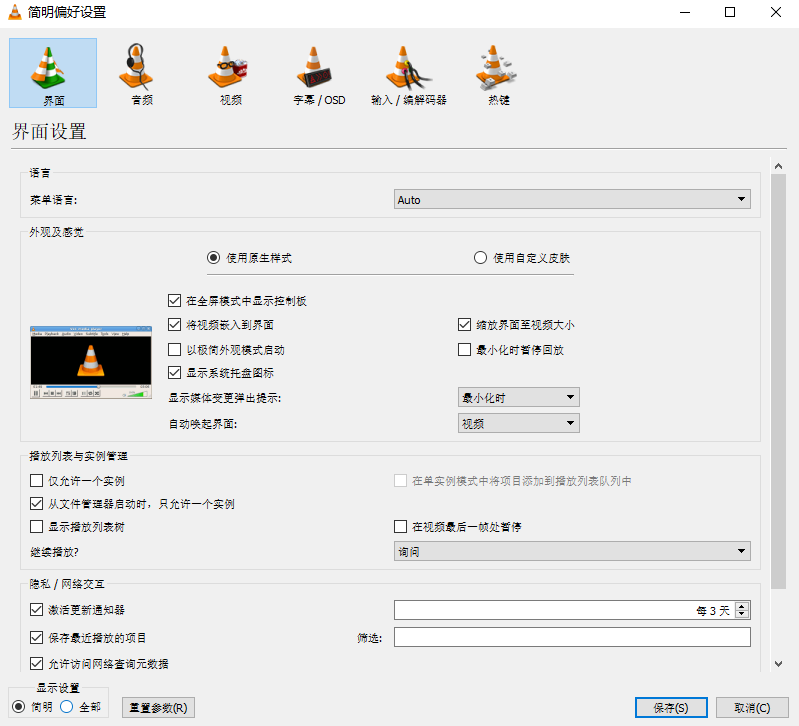 简明偏好设置
界面 音频 视频 字幕 / OSD 输入 / 编解码器 热键
界面设置
语言
菜单语言: Auto
外观及感觉
使用原生样式 使用自定义皮肤
在全屏模式中显示控制板
将视频嵌入到界面 缩放界面至视频大小
以极简外观模式启动 最小化时暂停回放
显示系统托盘图标
显示媒体变更弹出提示: 最小化时
自动唤起界面: 视频
播放列表与实例管理
仅允许一个实例 在单实例模式中将项目添加到播放列表队列中
从文件管理器启动时，只允许一个实例
显示播放列表树 在视频最后一帧处暂停
继续播放? 询问
隐私 / 网络交互
激活更新通知器 每 3 天
保存最近播放的项目 筛选:
允许访问网络查询元数据
显示设置
简明 全部 重置参数(R) 保存(S) 取消(C)